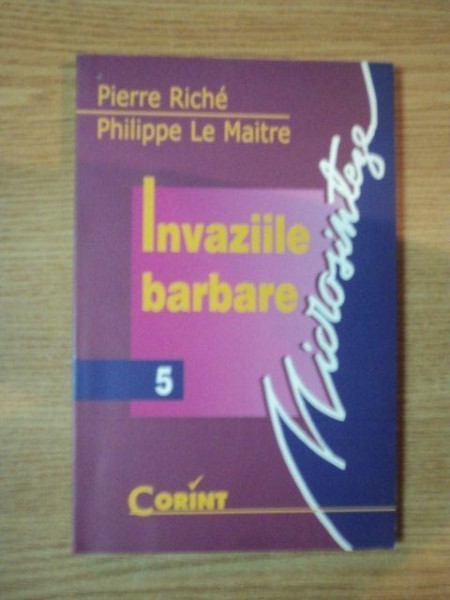 Pierre Riché
Philippe Le Maitre
Invaziile
barbare
Microsinteze
5
CORINT